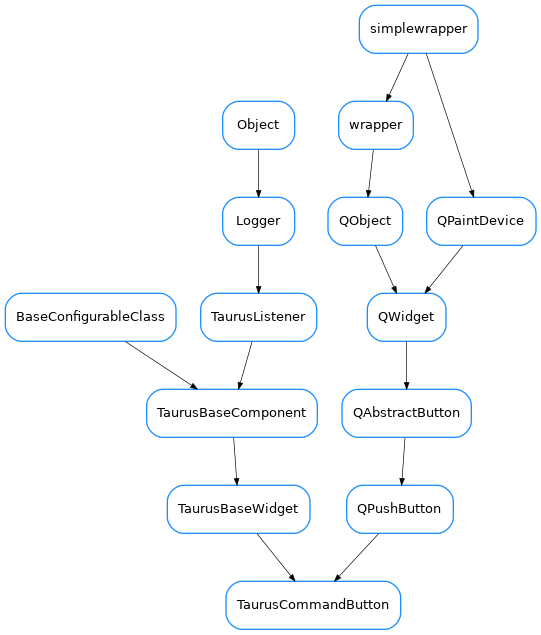 simplewrapper
Object
wrapper
Logger
QObject
QPaintDevice
BaseConfigurableClass
TaurusListener
QWidget
TaurusBaseComponent
QAbstractButton
TaurusBaseWidget
QPushButton
TaurusCommandButton